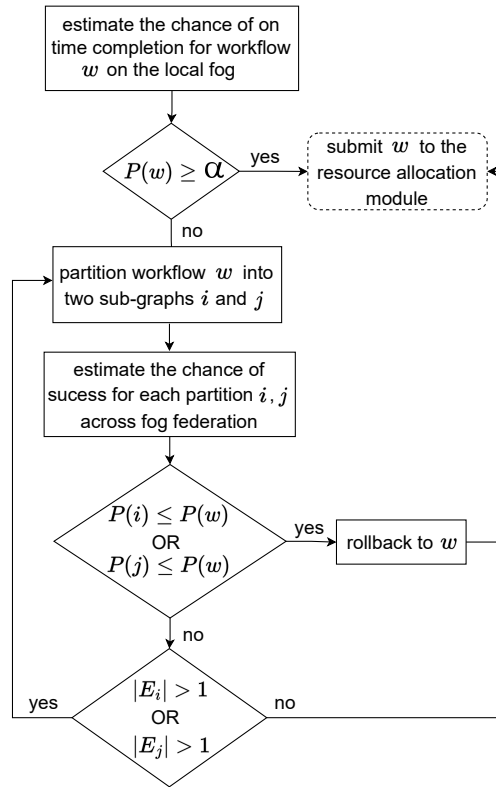 estimate the chance of on
time completion for workflow
w on the local fog
P(w) ≥ α
yes
submit w to the
resource allocation
module
no
partition workflow w into
two sub-graphs i and j
estimate the chance of
sucess for each partition i, j
across fog federation
P(i) ≤ P(w)
OR
P(j) ≤ P(w)
yes
rollback to w
no
yes
|E_i| > 1
OR
|E_j| > 1
no